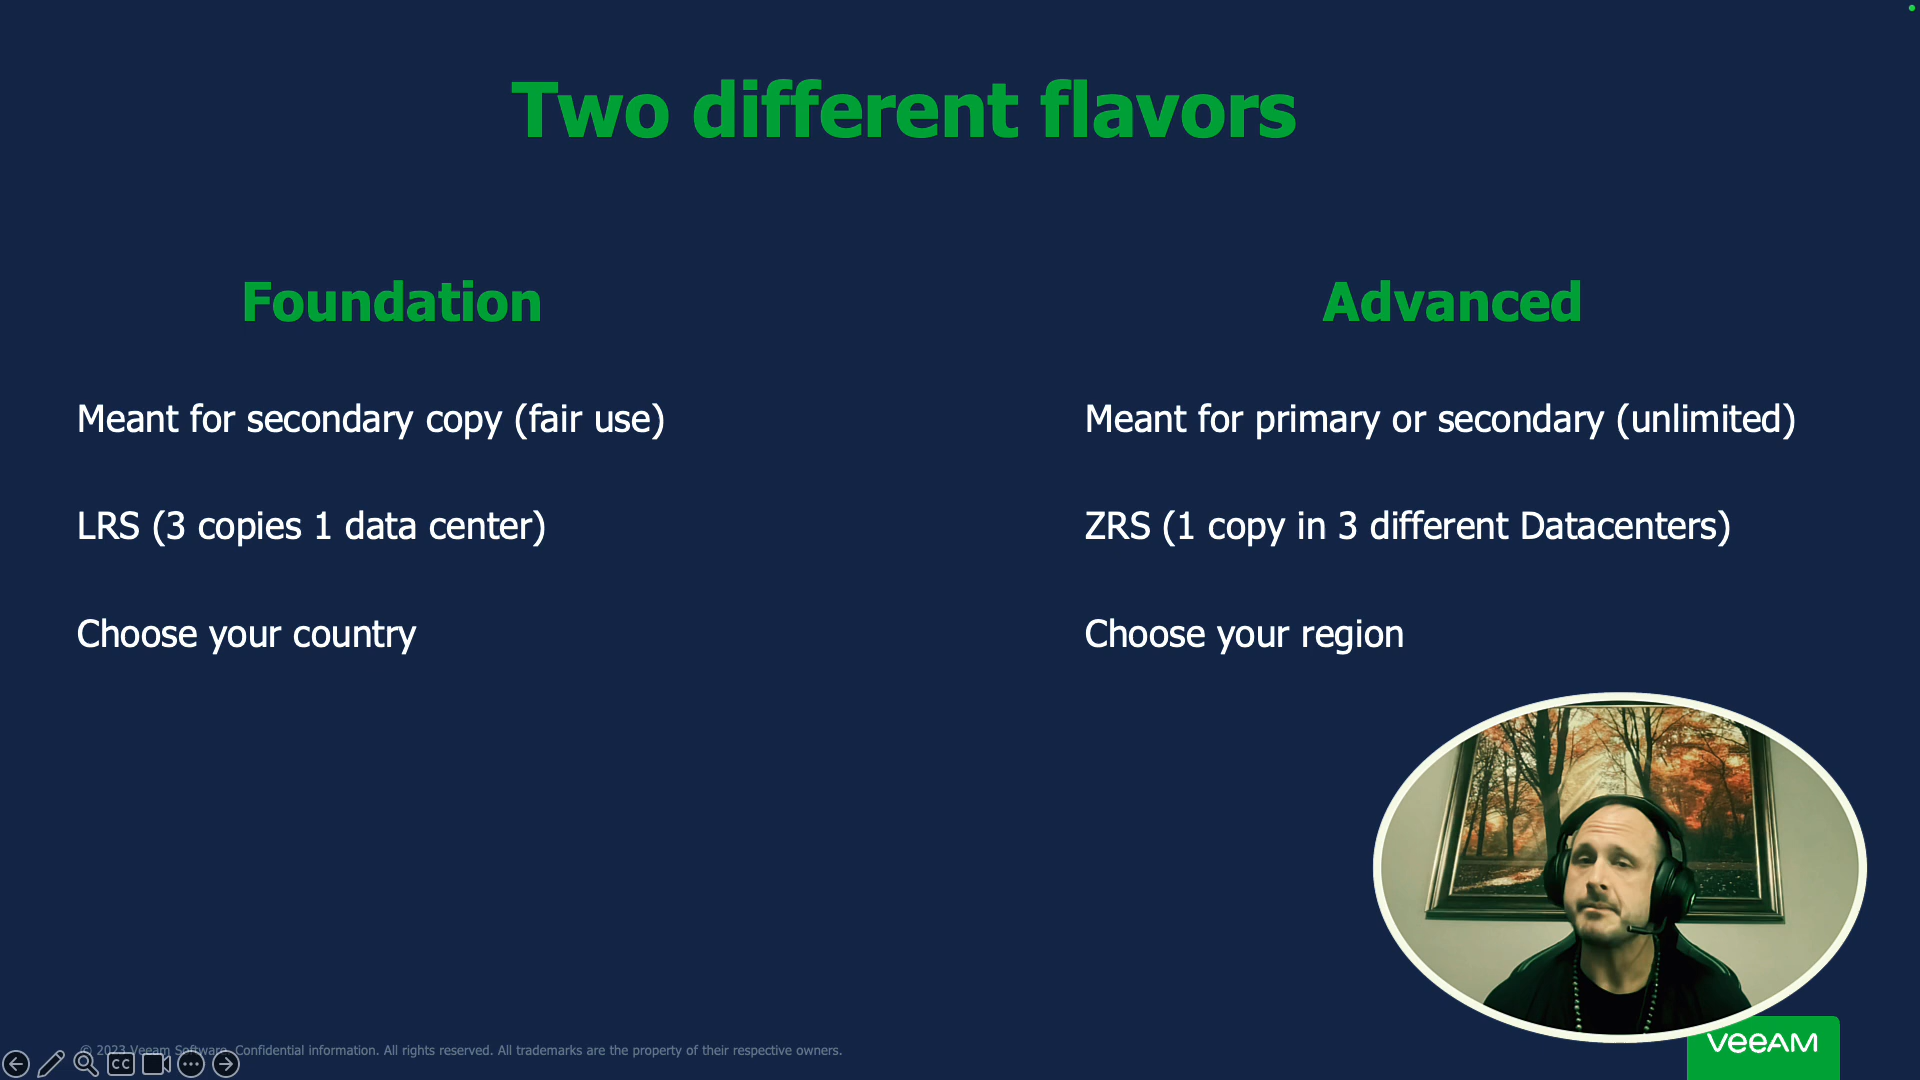 Two different flavors
Foundation
Meant for secondary copy (fair use)
LRS (3 copies 1 data center)
Choose your country
Advanced
Meant for primary or secondary (unlimited)
ZRS (1 copy in 3 different Datacenters)
Choose your region
© 2023 Veeam Software. Confidential information. All rights reserved. All trademarks are the property of their respective owners.
CC
veeAM